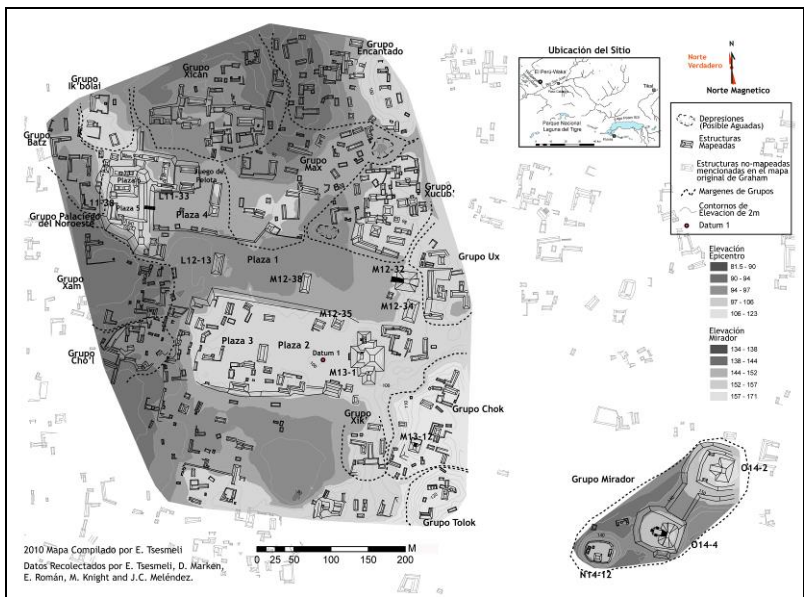 Grupo
Encantado
Grupo
Xicán
Grupo
Ik'bolai
Grupo
Batz
Juego de
Pelota
Grupo
Max
Plaza 6
Plaza 5
L11-38
L11-33
Plaza 4
Grupo Palaciego
del Noroeste
Grupo
Xucub'
Grupo Ux
L12-13
Plaza 1
M12-38
M12-32
M12-34
M12-35
Grupo
Xam
Grupo
Cho'l
Plaza 3
Plaza 2
Datum 1
M13-1
Grupo Chok
Grupo
Xik'
M13-12
Grupo Tolok
Ubicación del Sitio
El Perú-Waka'
Tikal
Parque Nacional
Laguna del Tigre
Norte
Verdadero
N
Norte Magnetico
Depresiones
(Posible Aguadas)
Estructuras
Mapeadas
Estructuras no-mapeadas
mencionadas en el mapa
original de Graham
Margenes de Grupos
Contornos de
Elevacion de 2m
Datum 1
Elevación
Epicentro
81.5 - 90
90 - 94
94 - 97
97 - 106
106 - 123
Elevación
Mirador
134 - 138
138 - 144
144 - 152
152 - 157
157 - 171
Grupo Mirador
O14-2
O14-4
N14-12
2010 Mapa Compilado por E. Tsesmeli
Datos Recolectados por E. Tsesmeli, D. Marken,
E. Román, M. Knight and J.C. Meléndez.
M
0 25 50 100 150 200